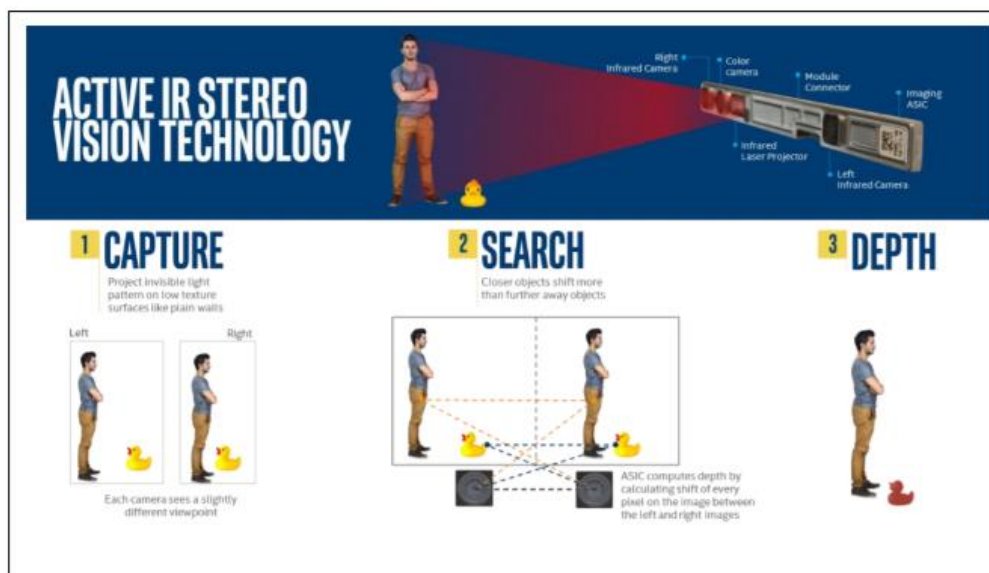 ACTIVE IR STEREO
VISION TECHNOLOGY
Right
Infrared Camera
Color
camera
Module
Connector
Imaging
ASIC
Infrared
Laser Projector
Left
Infrared Camera
1 CAPTURE
Project invisible light
pattern on low texture
surfaces like plain walls
Left
Right
Each camera sees a slightly
different viewpoint
2 SEARCH
Closer objects shift more
than further away objects
ASIC computes depth by
calculating shift of every
pixel on the image between
the left and right images
3 DEPTH